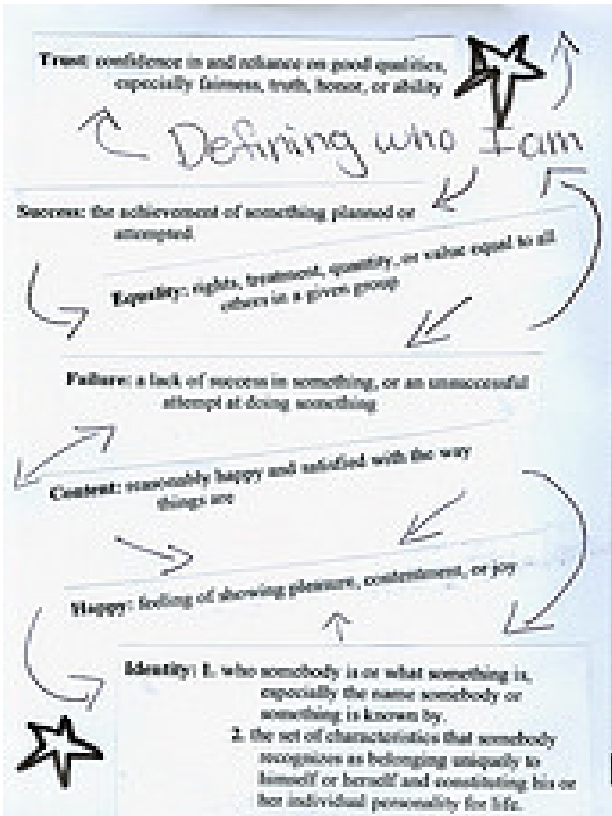 Trust: confidence in and reliance on good qualities,
especially fairness, truth, honor, or ability
Defining who I am
Success: the achievement of something planned or
attempted
Equality: rights, treatment, quantity, or value equal to all
others in a given group
Failure: a lack of success in something, or an unsuccessful
attempt at doing something
Content: reasonably happy and satisfied with the way
things are
Happy: feeling of showing pleasure, contentment, or joy
Identity: 1. who somebody is or what something is,
especially the name somebody or
something is known by.
2. the set of characteristics that somebody
recognizes as belonging uniquely to
himself or herself and constituting his or
her individual personality for life.